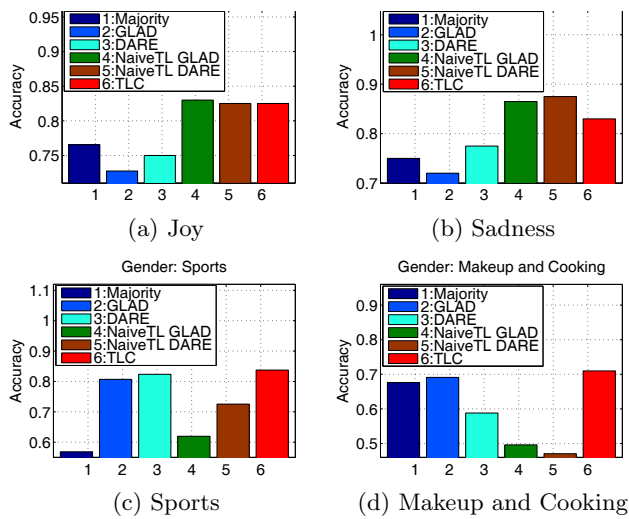 0.95
0.9
0.85
0.8
0.75
Accuracy
1:Majority
2:GLAD
3:DARE
4:NaiveTL GLAD
5:NaiveTL DARE
6:TLC
1 2 3 4 5 6
(a) Joy
1
0.9
0.8
0.7
Accuracy
1:Majority
2:GLAD
3:DARE
4:NaiveTL GLAD
5:NaiveTL DARE
6:TLC
1 2 3 4 5 6
(b) Sadness
Gender: Sports
1.1
1
0.9
0.8
0.7
0.6
Accuracy
1:Majority
2:GLAD
3:DARE
4:NaiveTL GLAD
5:NaiveTL DARE
6:TLC
1 2 3 4 5 6
(c) Sports
Gender: Makeup and Cooking
0.9
0.8
0.7
0.6
0.5
Accuracy
1:Majority
2:GLAD
3:DARE
4:NaiveTL GLAD
5:NaiveTL DARE
6:TLC
1 2 3 4 5 6
(d) Makeup and Cooking